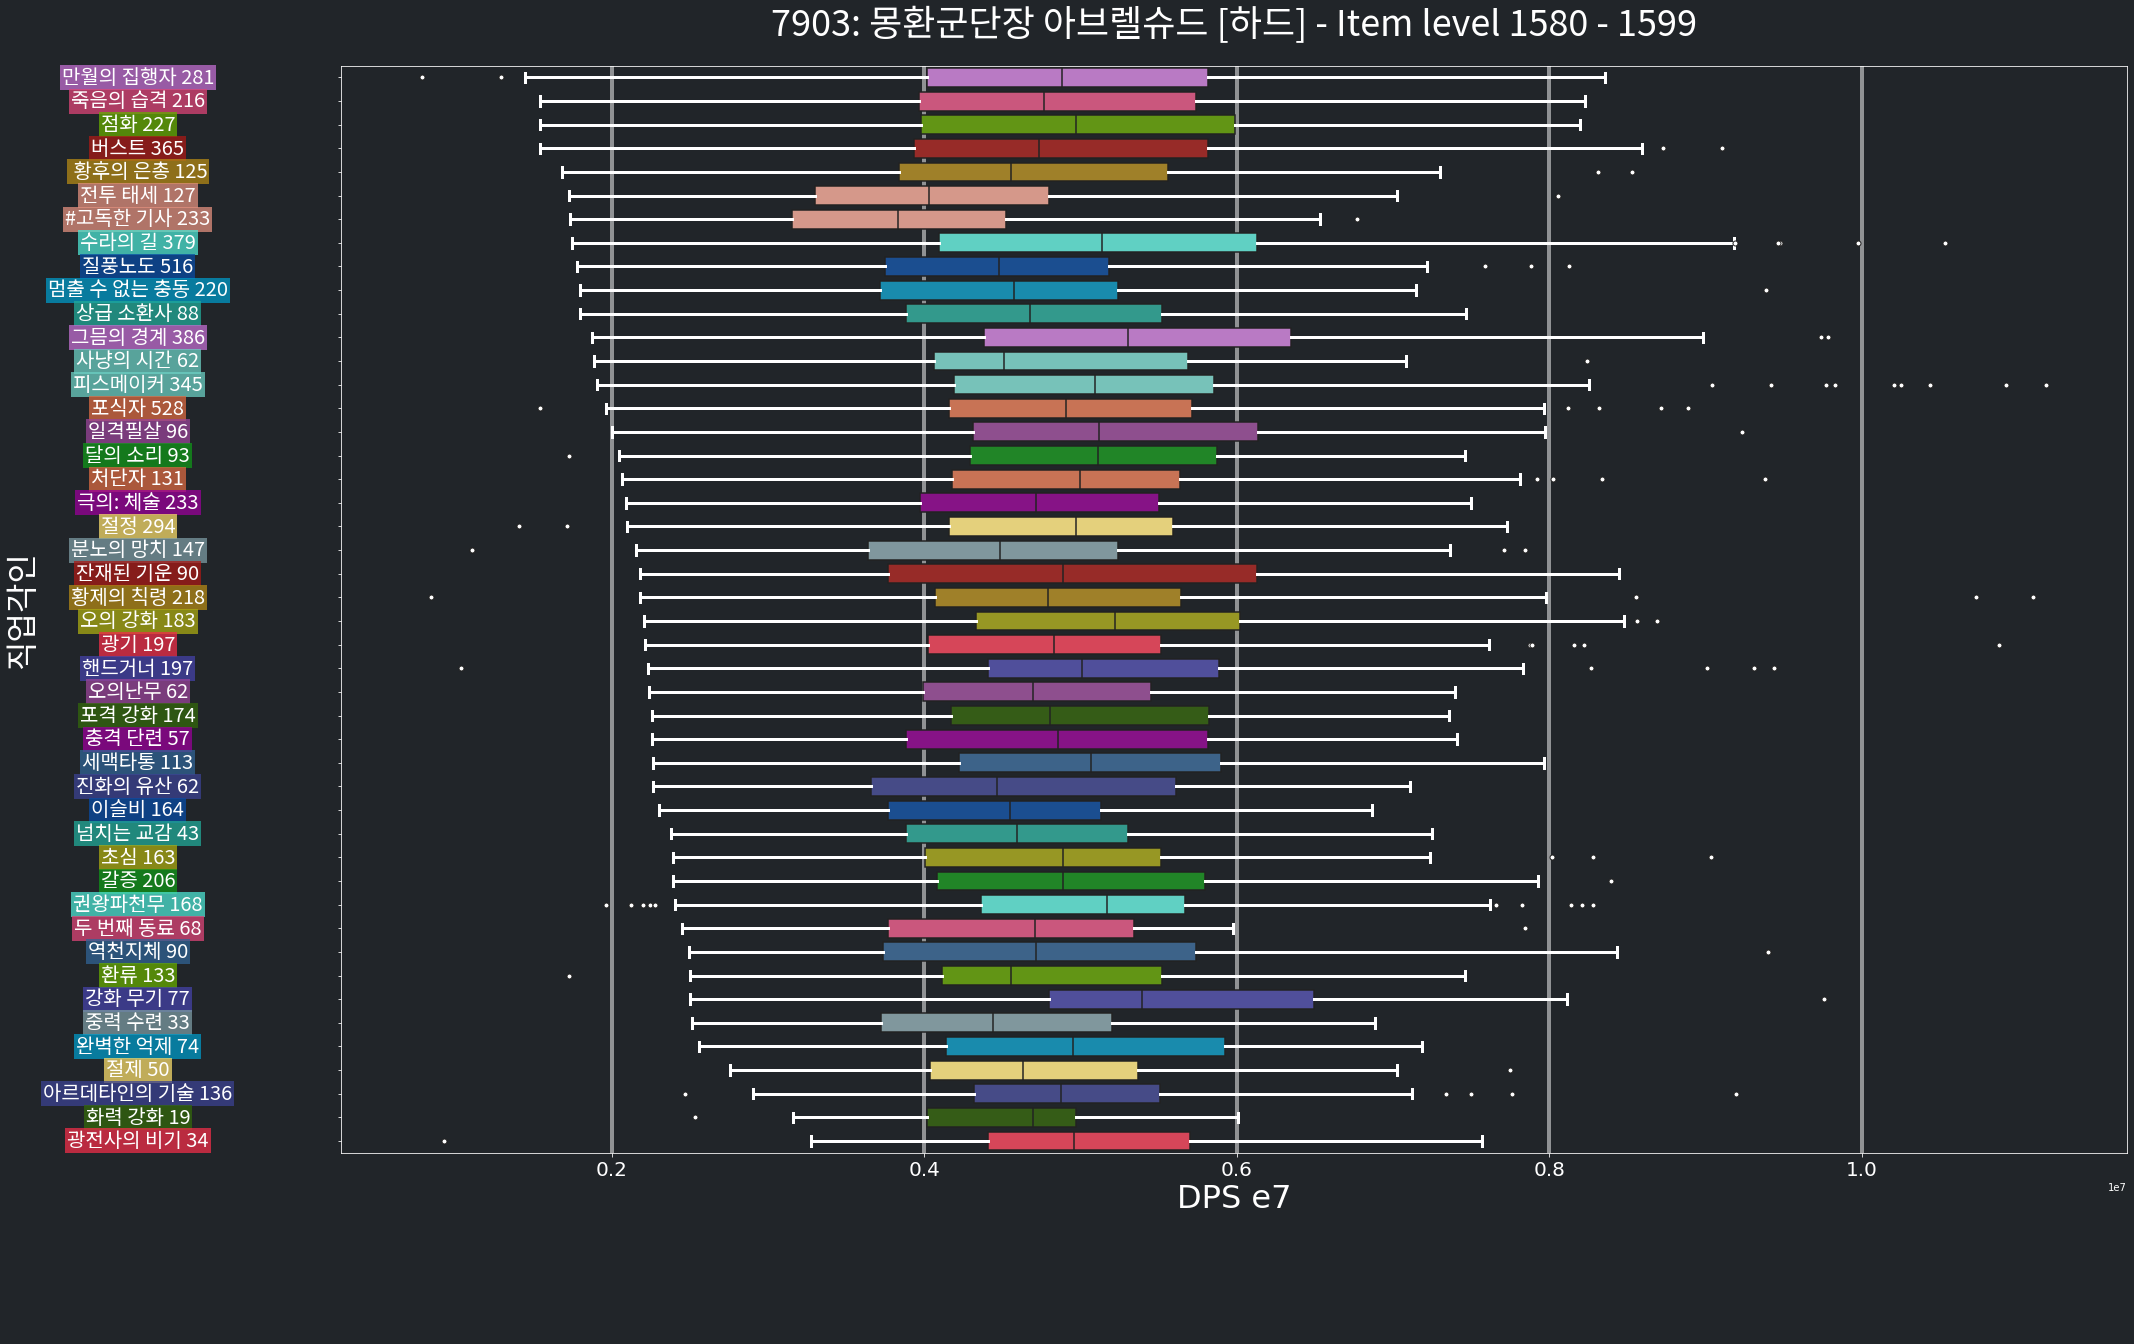 7903: 몽환군단장 아브렐슈드 [하드] - Item level 1580 - 1599
만월의 집행자 281
죽음의 습격 216
점화 227
버스트 365
황후의 은총 125
전투 태세 127
#고독한 기사 233
수라의 길 379
질풍노도 516
멈출 수 없는 충동 220
상급 소환사 88
그믐의 경계 386
사냥의 시간 62
피스메이커 345
포식자 528
일격필살 96
달의 소리 93
처단자 131
극의: 체술 233
절정 294
분노의 망치 147
잔재된 기운 90
황제의 칙령 218
오의 강화 183
광기 197
핸드거너 197
오의난무 62
포격 강화 174
충격 단련 57
세맥타통 113
진화의 유산 62
이슬비 164
넘치는 교감 43
초심 163
갈증 206
권왕파천무 168
두 번째 동료 68
역천지체 90
환류 133
강화 무기 77
중력 수련 33
완벽한 억제 74
절제 50
아르데타인의 기술 136
화력 강화 19
광전사의 비기 34
직업각인
0.2 0.4 0.6 0.8 1.0
DPS e7
1e7